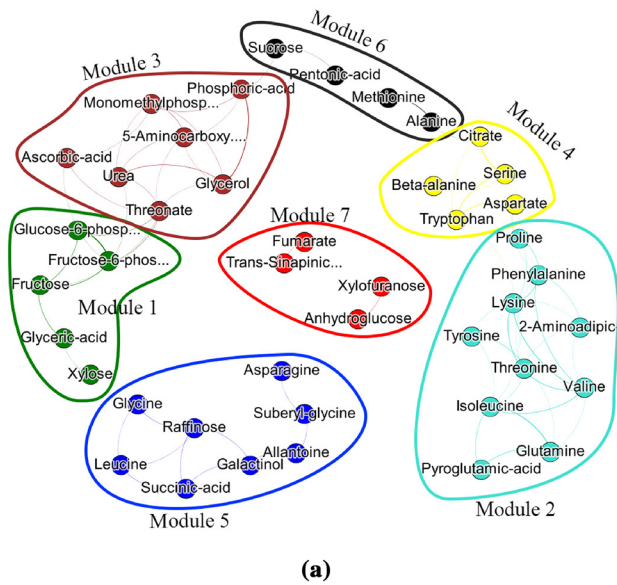 Module 6
Sucrose
Pentonic-acid
Methionine
Alanine
Module 3
Phosphoric-acid
Monomethylphosp...
5-Aminocarboxy....
Ascorbic-acid
Urea
Glycerol
Threonate
Module 4
Citrate
Serine
Beta-alanine
Aspartate
Tryptophan
Module 7
Fumarate
Trans-Sinapinic...
Xylofuranose
Anhydroglucose
Glucose-6-phosp...
Fructose-6-phos...
Fructose
Module 1
Glyceric-acid
Xylose
Proline
Phenylalanine
Lysine
2-Aminoadipic
Tyrosine
Threonine
Valine
Isoleucine
Glutamine
Pyroglutamic-acid
Module 2
Asparagine
Glycine
Suberyl-glycine
Raffinose
Allantoine
Leucine
Galactinol
Succinic-acid
Module 5
(a)